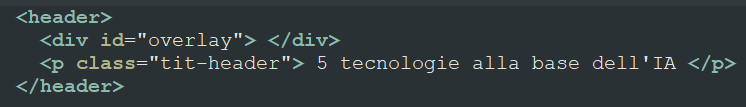 <header>
<div id="overlay"> </div>
<p class="tit-header"> 5 tecnologie alla base dell'IA </p>
</header>